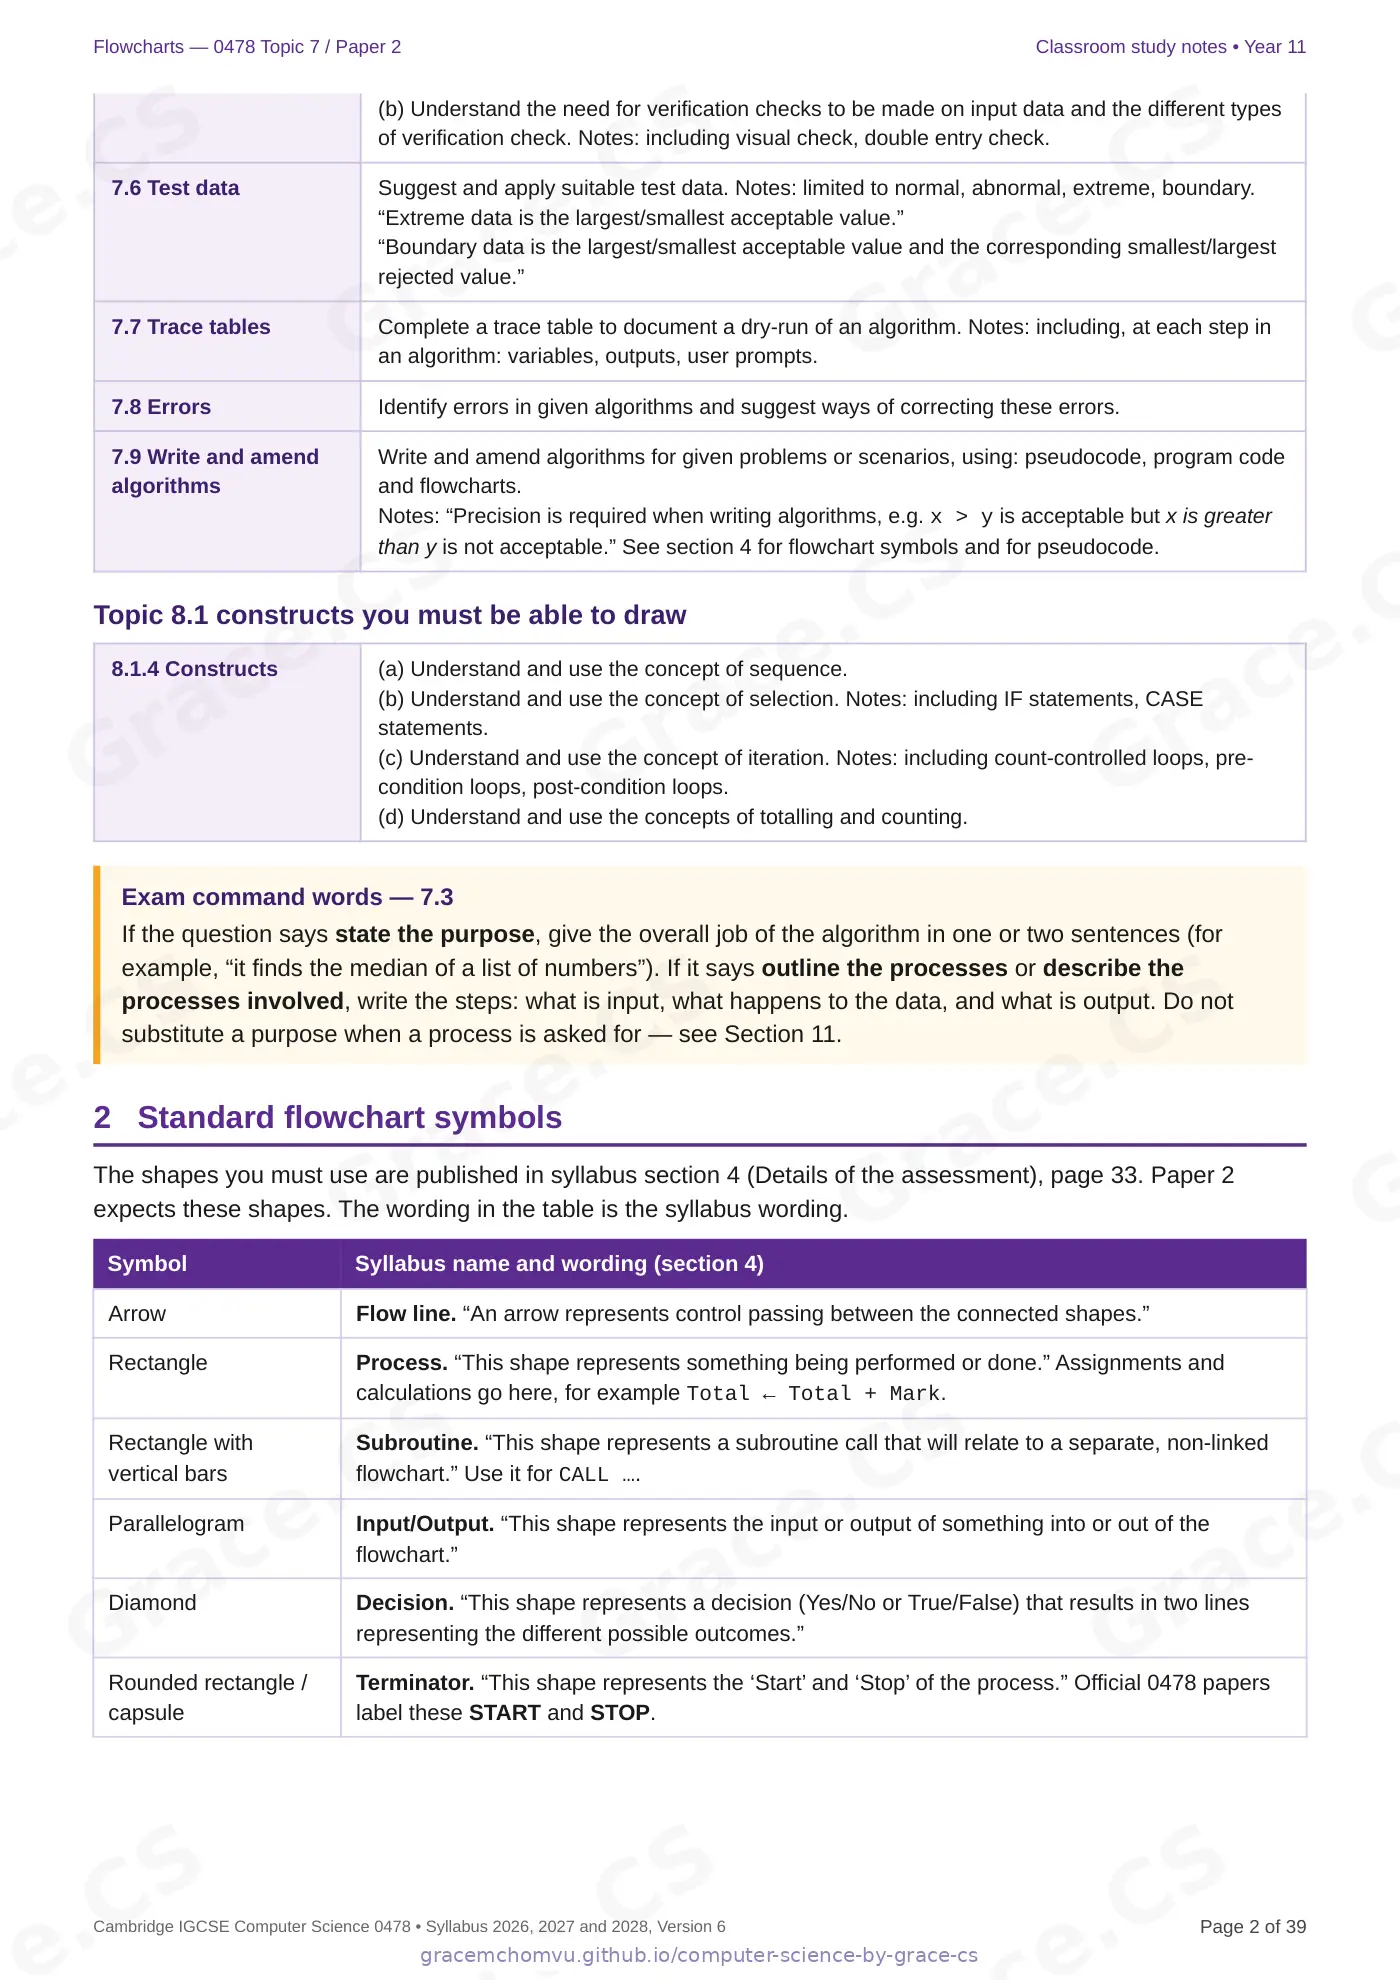 Flowcharts — 0478 Topic 7 / Paper 2
Classroom study notes • Year 11
(b) Understand the need for verification checks to be made on input data and the different types
of verification check. Notes: including visual check, double entry check.
7.6 Test data
Suggest and apply suitable test data. Notes: limited to normal, abnormal, extreme, boundary.
“Extreme data is the largest/smallest acceptable value.”
“Boundary data is the largest/smallest acceptable value and the corresponding smallest/largest
rejected value.”
7.7 Trace tables
Complete a trace table to document a dry-run of an algorithm. Notes: including, at each step in
an algorithm: variables, outputs, user prompts.
7.8 Errors
Identify errors in given algorithms and suggest ways of correcting these errors.
7.9 Write and amend
algorithms
Write and amend algorithms for given problems or scenarios, using: pseudocode, program code
and flowcharts.
Notes: “Precision is required when writing algorithms, e.g. x > y is acceptable but x is greater
than y is not acceptable.” See section 4 for flowchart symbols and for pseudocode.
Topic 8.1 constructs you must be able to draw
8.1.4 Constructs
(a) Understand and use the concept of sequence.
(b) Understand and use the concept of selection. Notes: including IF statements, CASE
statements.
(c) Understand and use the concept of iteration. Notes: including count-controlled loops, pre-
condition loops, post-condition loops.
(d) Understand and use the concepts of totalling and counting.
Exam command words — 7.3
If the question says state the purpose, give the overall job of the algorithm in one or two sentences (for
example, “it finds the median of a list of numbers”). If it says outline the processes or describe the
processes involved, write the steps: what is input, what happens to the data, and what is output. Do not
substitute a purpose when a process is asked for — see Section 11.
2 Standard flowchart symbols
The shapes you must use are published in syllabus section 4 (Details of the assessment), page 33. Paper 2
expects these shapes. The wording in the table is the syllabus wording.
Symbol
Syllabus name and wording (section 4)
Arrow
Flow line. “An arrow represents control passing between the connected shapes.”
Rectangle
Process. “This shape represents something being performed or done.” Assignments and
calculations go here, for example Total ← Total + Mark.
Rectangle with
vertical bars
Subroutine. “This shape represents a subroutine call that will relate to a separate, non-linked
flowchart.” Use it for CALL ….
Parallelogram
Input/Output. “This shape represents the input or output of something into or out of the
flowchart.”
Diamond
Decision. “This shape represents a decision (Yes/No or True/False) that results in two lines
representing the different possible outcomes.”
Rounded rectangle /
capsule
Terminator. “This shape represents the ‘Start’ and ‘Stop’ of the process.” Official 0478 papers
label these START and STOP.
Cambridge IGCSE Computer Science 0478 • Syllabus 2026, 2027 and 2028, Version 6
Page 2 of 39
gracemchomvu.github.io/computer-science-by-grace-cs
Grace.CS